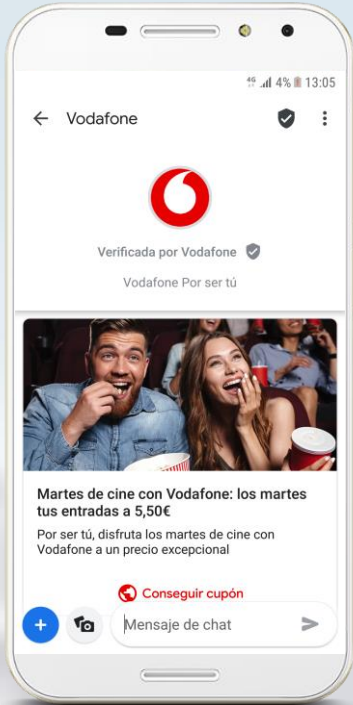 4G 4% 13:05
Vodafone
Verificada por Vodafone
Vodafone Por ser tú
Martes de cine con Vodafone: los martes
tus entradas a 5,50€
Por ser tú, disfruta los martes de cine con
Vodafone a un precio excepcional
Conseguir cupón
Mensaje de chat